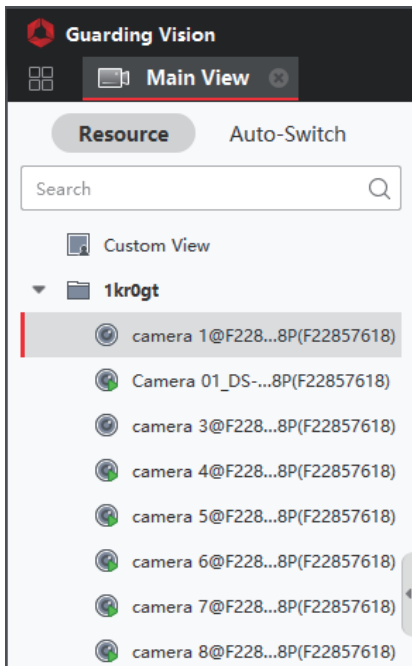 Guarding Vision
Main View
Resource Auto-Switch
Search
Custom View
1kr0gt
camera 1@F228...8P(F22857618)
Camera 01_DS-...8P(F22857618)
camera 3@F228...8P(F22857618)
camera 4@F228...8P(F22857618)
camera 5@F228...8P(F22857618)
camera 6@F228...8P(F22857618)
camera 7@F228...8P(F22857618)
camera 8@F228...8P(F22857618)